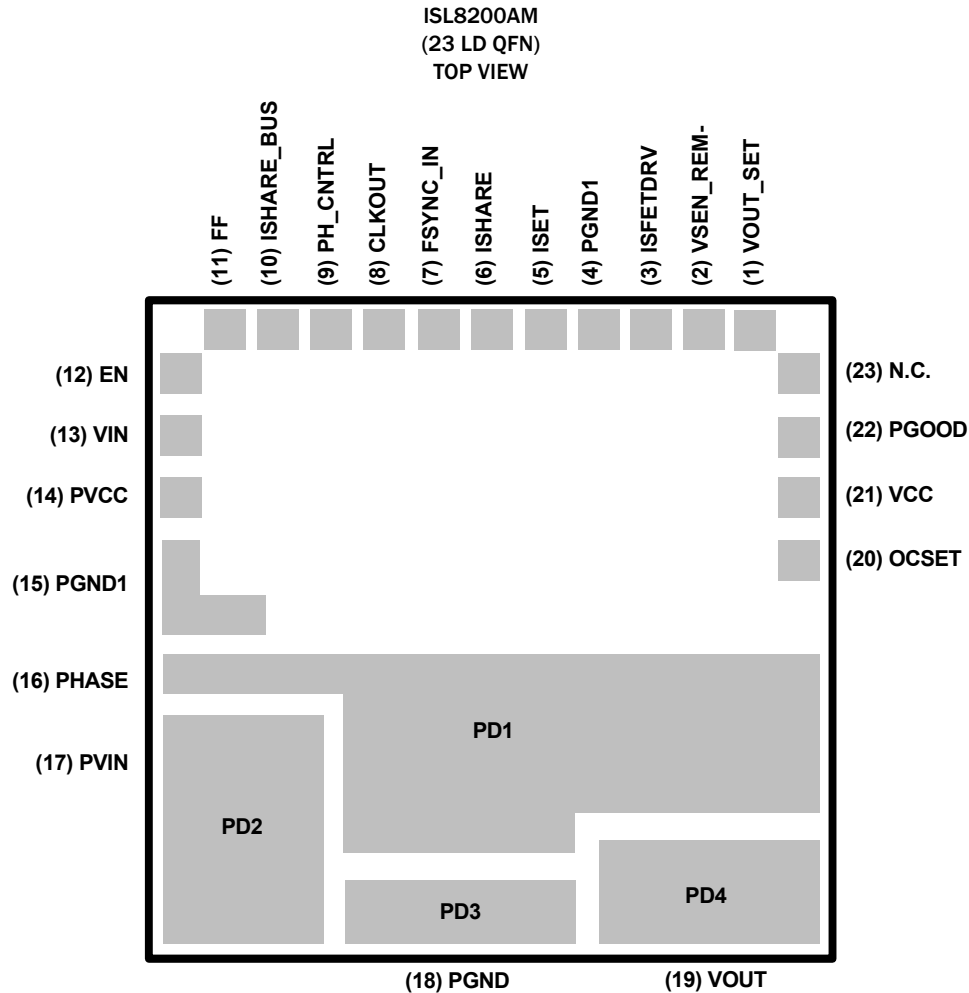 ISL8200AM
(23 LD QFN)
TOP VIEW
(11) FF
(10) ISHARE_BUS
(9) PH_CNTRL
(8) CLKOUT
(7) FSYNC_IN
(6) ISHARE
(5) ISET
(4) PGND1
(3) ISFETDRV
(2) VSEN_REM-
(1) VOUT_SET
(12) EN
(23) N.C.
(13) VIN
(22) PGOOD
(14) PVCC
(21) VCC
(15) PGND1
(20) OCSET
(16) PHASE
PD1
(17) PVIN
PD2
PD4
PD3
(18) PGND
(19) VOUT